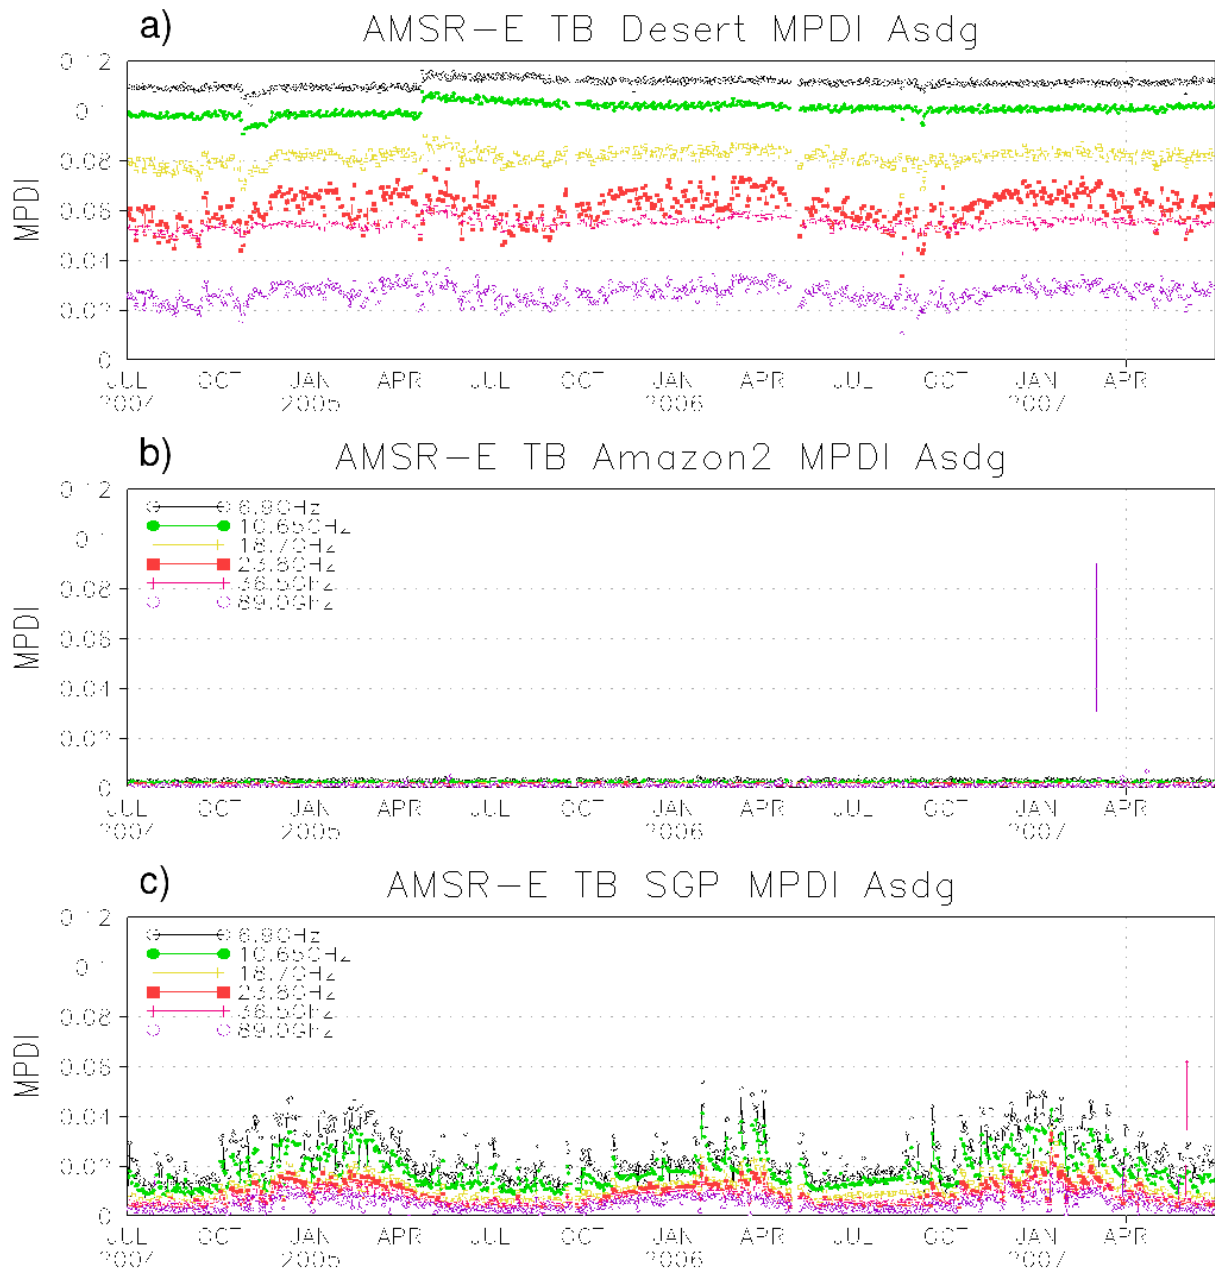 a) AMSR-E TB Desert MPDI Asdg
0.12
0.1
0.08
0.06
0.04
0.02
0
MPDI
JUL OCT JAN APR JUL OCT JAN APR JUL OCT JAN APR
2004 2005 2006 2007
b) AMSR-E TB Amazon2 MPDI Asdg
0.12
0.1
0.08
0.06
0.04
0.02
0
MPDI
6.9GHz
10.65GHz
18.7GHz
23.8GHz
36.5Ghz
89.0Ghz
JUL OCT JAN APR JUL OCT JAN APR JUL OCT JAN APR
2004 2005 2006 2007
c) AMSR-E TB SGP MPDI Asdg
0.12
0.1
0.08
0.06
0.04
0.02
0
MPDI
6.9GHz
10.65GHz
18.7GHz
23.8GHz
36.5Ghz
89.0Ghz
JUL OCT JAN APR JUL OCT JAN APR JUL OCT JAN APR
2004 2005 2006 2007